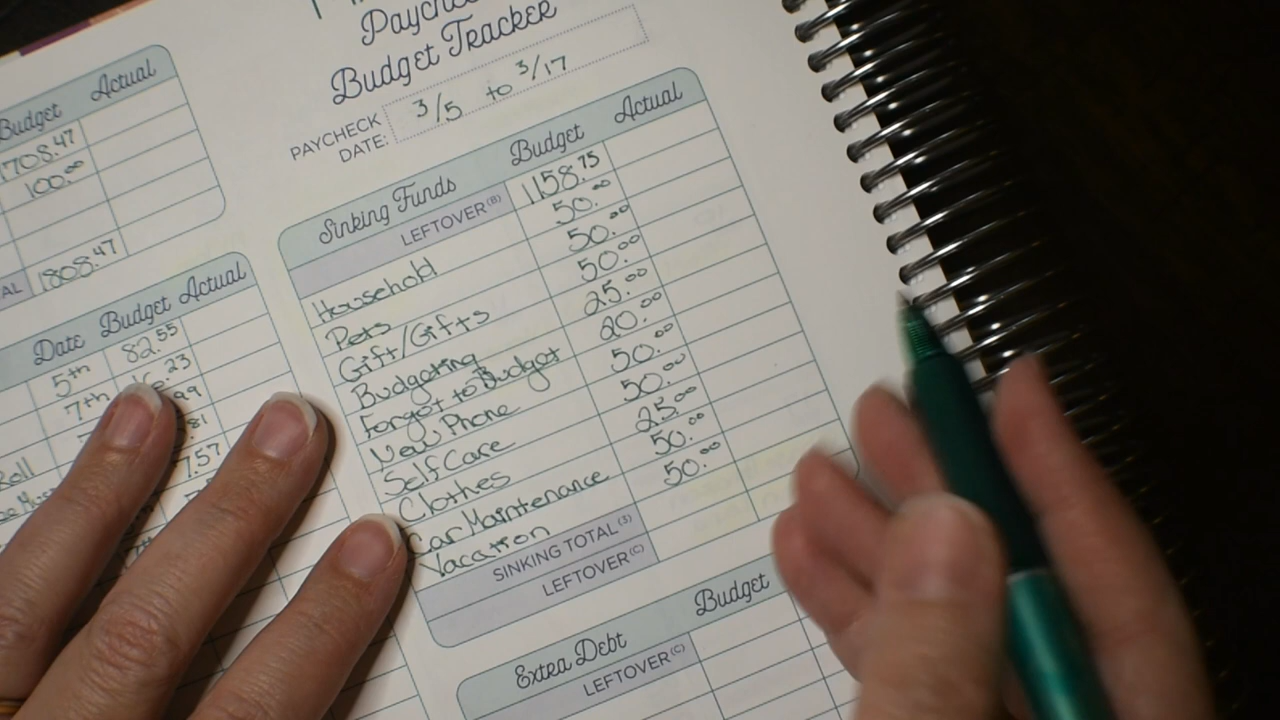 Budget Tracker
PAYCHECK DATE: 3/5 to 3/17
Budget Actual
1708.47
100.00
1808.47
Date Budget Actual
5th 82.55
7th
7.57
Sinking Funds Budget Actual
LEFTOVER (B) 1158.75
Household 50.00
Pets 50.00
Gift/Gifts 50.00
Budgeting 25.00
Forgot to Budget 20.00
New Phone 50.00
Self Care 50.00
Clothes 25.00
Car Maintenance 50.00
Vacation 50.00
SINKING TOTAL (S)
LEFTOVER (C)
Extra Debt Budget
LEFTOVER (C)